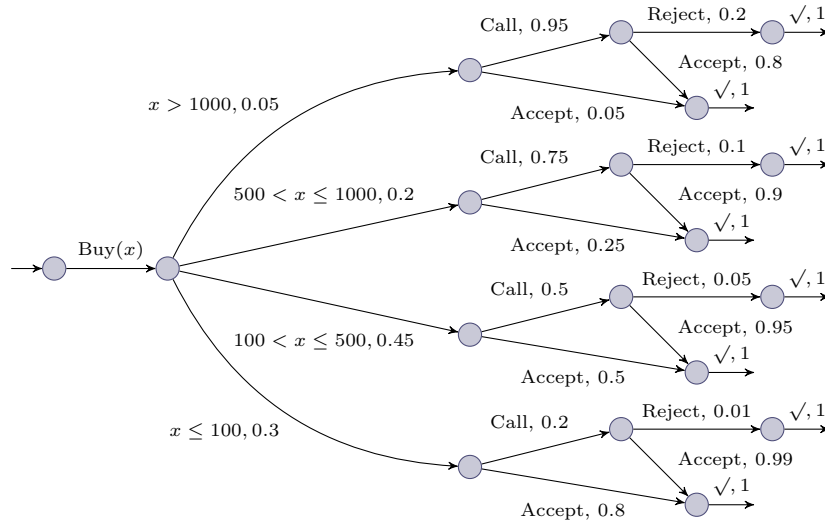 Call, 0.95
Reject, 0.2
√, 1
Accept, 0.8
√, 1
Accept, 0.05
x > 1000, 0.05
Call, 0.75
Reject, 0.1
√, 1
Accept, 0.9
√, 1
Accept, 0.25
500 < x ≤ 1000, 0.2
Buy(x)
Call, 0.5
Reject, 0.05
√, 1
Accept, 0.95
√, 1
Accept, 0.5
100 < x ≤ 500, 0.45
Call, 0.2
Reject, 0.01
√, 1
Accept, 0.99
√, 1
Accept, 0.8
x ≤ 100, 0.3